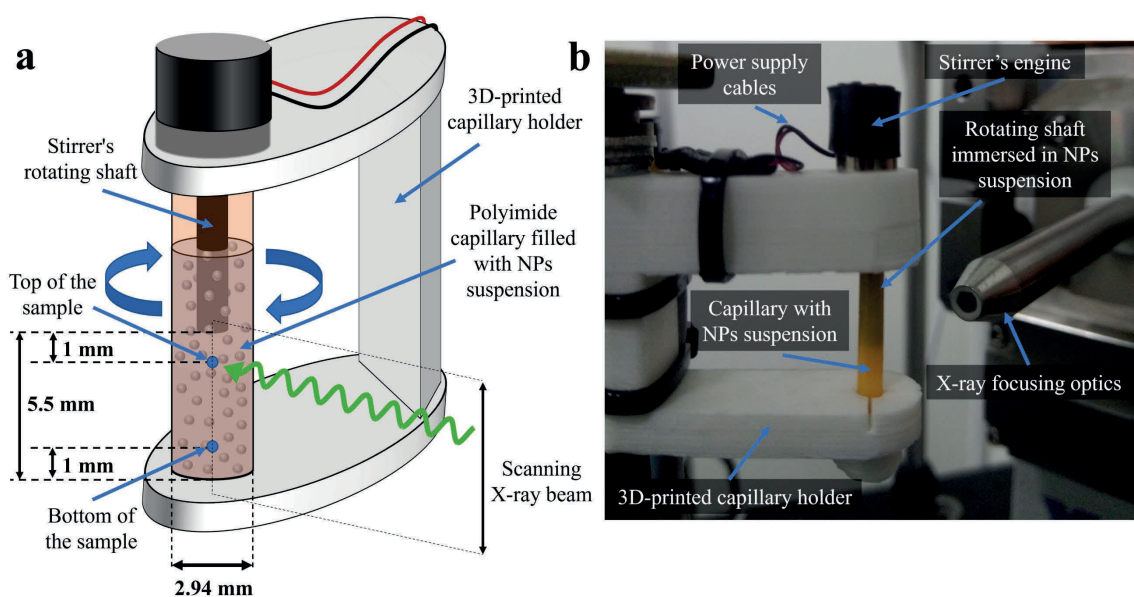 a
3D-printed
capillary holder
Stirrer's
rotating shaft
Polyimide
capillary filled
with NPs
suspension
Top of the
sample
1 mm
5.5 mm
1 mm
Scanning
X-ray beam
Bottom of
the sample
2.94 mm
b
Power supply
cables
Stirrer's engine
Rotating shaft
immersed in NPs
suspension
Capillary with
NPs suspension
X-ray focusing optics
3D-printed capillary holder